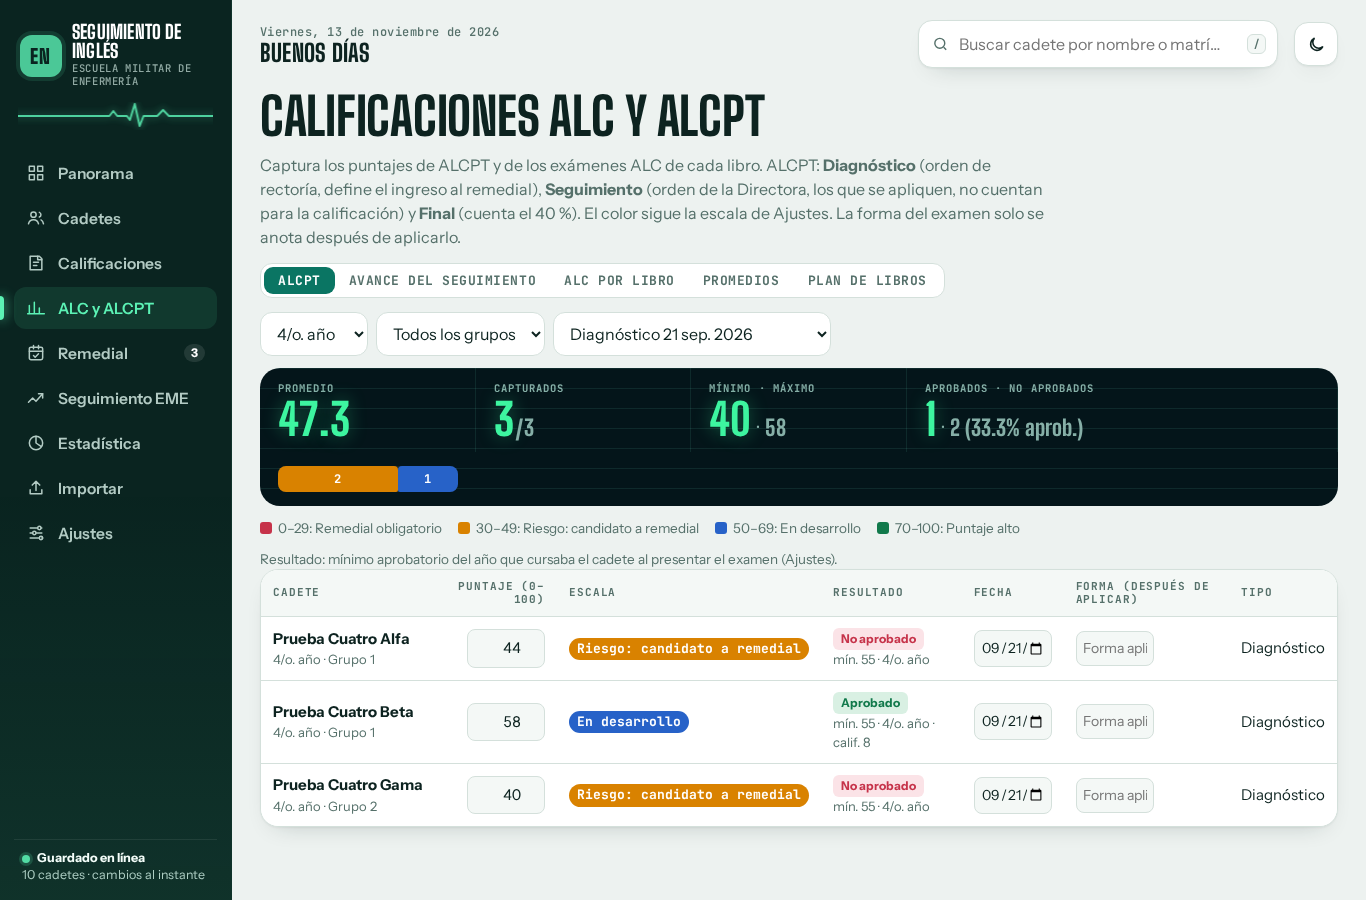 EN
SEGUIMIENTO DE
INGLÉS
ESCUELA MILITAR DE
ENFERMERÍA
Panorama
Cadetes
Calificaciones
ALC y ALCPT
Remedial 3
Seguimiento EME
Estadística
Importar
Ajustes
Guardado en línea
10 cadetes · cambios al instante
Viernes, 13 de noviembre de 2026
BUENOS DÍAS
Buscar cadete por nombre o matrí… /
CALIFICACIONES ALC Y ALCPT
Captura los puntajes de ALCPT y de los exámenes ALC de cada libro. ALCPT: Diagnóstico (orden de
rectoría, define el ingreso al remedial), Seguimiento (orden de la Directora, los que se apliquen, no cuentan
para la calificación) y Final (cuenta el 40 %). El color sigue la escala de Ajustes. La forma del examen solo se
anota después de aplicarlo.
ALCPT AVANCE DEL SEGUIMIENTO ALC POR LIBRO PROMEDIOS PLAN DE LIBROS
4/o. año Todos los grupos Diagnóstico 21 sep. 2026
PROMEDIO CAPTURADOS MÍNIMO · MÁXIMO APROBADOS · NO APROBADOS
47.3 3/3 40 · 58 1 · 2 (33.3% aprob.)
2 1
0–29: Remedial obligatorio 30–49: Riesgo: candidato a remedial 50–69: En desarrollo 70–100: Puntaje alto
Resultado: mínimo aprobatorio del año que cursaba el cadete al presentar el examen (Ajustes).
CADETE PUNTAJE (0–100) ESCALA RESULTADO FECHA FORMA (DESPUÉS DE APLICAR) TIPO
Prueba Cuatro Alfa 44 Riesgo: candidato a remedial No aprobado 09/21/ Forma apli Diagnóstico
4/o. año · Grupo 1 mín. 55 · 4/o. año
Prueba Cuatro Beta 58 En desarrollo Aprobado 09/21/ Forma apli Diagnóstico
4/o. año · Grupo 1 mín. 55 · 4/o. año ·
calif. 8
Prueba Cuatro Gama 40 Riesgo: candidato a remedial No aprobado 09/21/ Forma apli Diagnóstico
4/o. año · Grupo 2 mín. 55 · 4/o. año